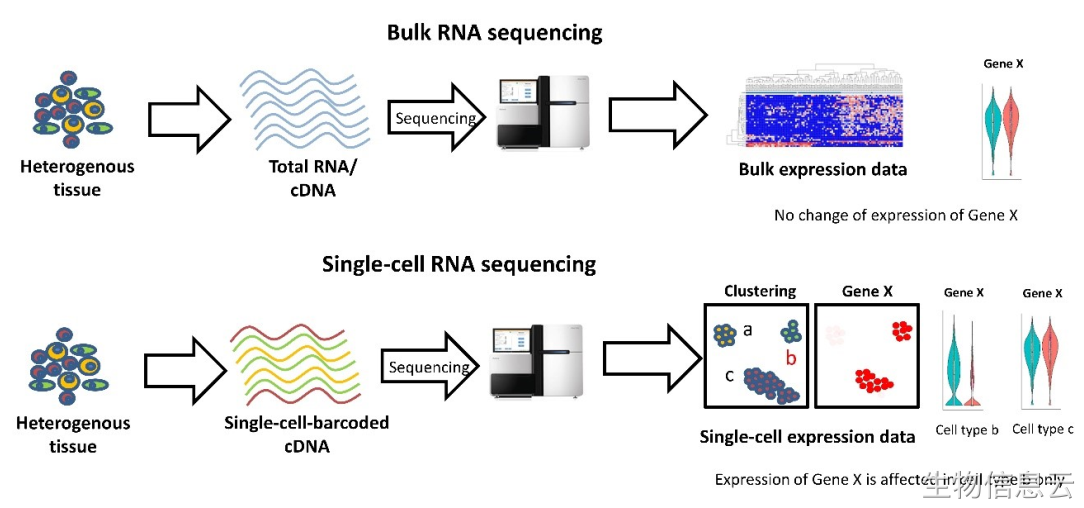 Bulk RNA sequencing
Heterogenous
tissue
Total RNA/
cDNA
Sequencing
Bulk expression data
Gene X
No change of expression of Gene X
Single-cell RNA sequencing
Heterogenous
tissue
Single-cell-barcoded
cDNA
Sequencing
Clustering
a
b
c
Gene X
Single-cell expression data
Gene X
Cell type b
Gene X
Cell type c
Expression of Gene X is affected in cell type b only
生物信息云